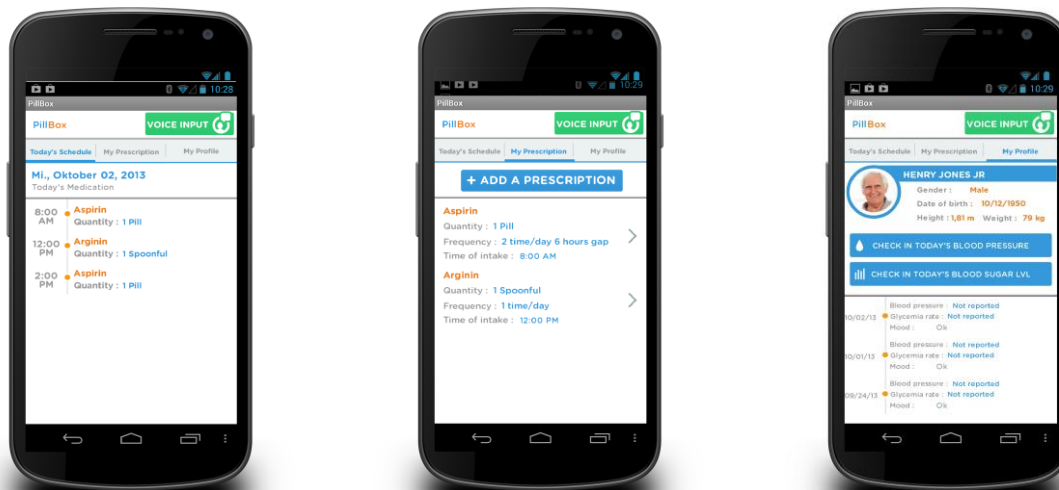 10:28
PillBox
PillBox
VOICE INPUT
Today's Schedule My Prescription My Profile
Mi., Oktober 02, 2013
Today's Medication
8:00 AM
Aspirin
Quantity : 1 Pill
12:00 PM
Arginin
Quantity : 1 Spoonful
2:00 PM
Aspirin
Quantity : 1 Pill
10:29
PillBox
PillBox
VOICE INPUT
Today's Schedule My Prescription My Profile
+ ADD A PRESCRIPTION
Aspirin
Quantity : 1 Pill
Frequency : 2 time/day 6 hours gap
Time of intake : 8:00 AM
Arginin
Quantity : 1 Spoonful
Frequency : 1 time/day
Time of intake : 12:00 PM
10:29
PillBox
PillBox
VOICE INPUT
Today's Schedule My Prescription My Profile
HENRY JONES JR
Gender : Male
Date of birth : 10/12/1950
Height : 1,81 m Weight : 79 kg
CHECK IN TODAY'S BLOOD PRESSURE
CHECK IN TODAY'S BLOOD SUGAR LVL
10/02/13
Blood pressure : Not reported
Glycemia rate : Not reported
Mood : Ok
10/01/13
Blood pressure : Not reported
Glycemia rate : Not reported
Mood : Ok
09/24/13
Blood pressure : Not reported
Glycemia rate : Not reported
Mood : Ok